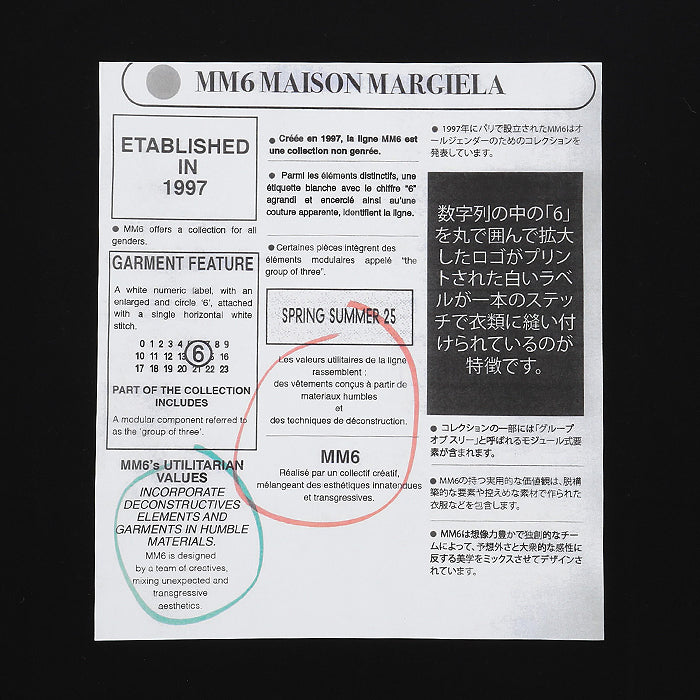 MM6 MAISON MARGIELA
ETABLISHED
IN
1997
● MM6 offers a collection for all
genders.
GARMENT FEATURE
A white numeric label, with an
enlarged and circle ‘6’, attached
with a single horizontal white
stitch.
0 1 2 3 4 5 6 7 8 9
10 11 12 13 14 15 16
17 18 19 20 21 22 23
PART OF THE COLLECTION
INCLUDES
A modular component referred to
as the ‘group of three’.
MM6's UTILITARIAN
VALUES
INCORPORATE
DECONSTRUCTIVES
ELEMENTS AND
GARMENTS IN HUMBLE
MATERIALS.
MM6 is designed
by a team of creatives,
mixing unexpected and
transgressive
aesthetics.
● Créée en 1997, la ligne MM6 est
une collection non genrée.
● Parmi les éléments distinctifs, une
étiquette blanche avec le chiffre “6”
agrandi et encerclé ainsi qu'une
couture apparente, identifient la ligne.
● Certaines pièces intègrent des
éléments modulaires appelé “the
group of three”.
SPRING SUMMER 25
Les valeurs utilitaires de la ligne
rassemblent :
des vêtements conçus à partir de
materiaux humbles
et
des techniques de déconstruction.
MM6
Réalisé par un collectif créatif,
mélangeant des esthétiques innatendues
et transgressives.
● 1997年にパリで設立されたMM6はオ
ールジェンダーのためのコレクションを
発表しています。
数字列の中の「6」
を丸で囲んで拡大
したロゴがプリン
トされた白いラベ
ルが一本のステッ
チで衣類に縫い付
けられているのが
特徴です。
● コレクションの一部には「グループ
オブ スリー」と呼ばれるモジュール式要
素が含まれます。
● MM6の持つ実用的な価値観は、脱構
築的な要素や控えめな素材で作られた
衣服などを包含します。
● MM6は想像力豊かで独創的なチー
ムによって、予想外さと大衆的な感性に
反する美学をミックスさせてデザインさ
れています。